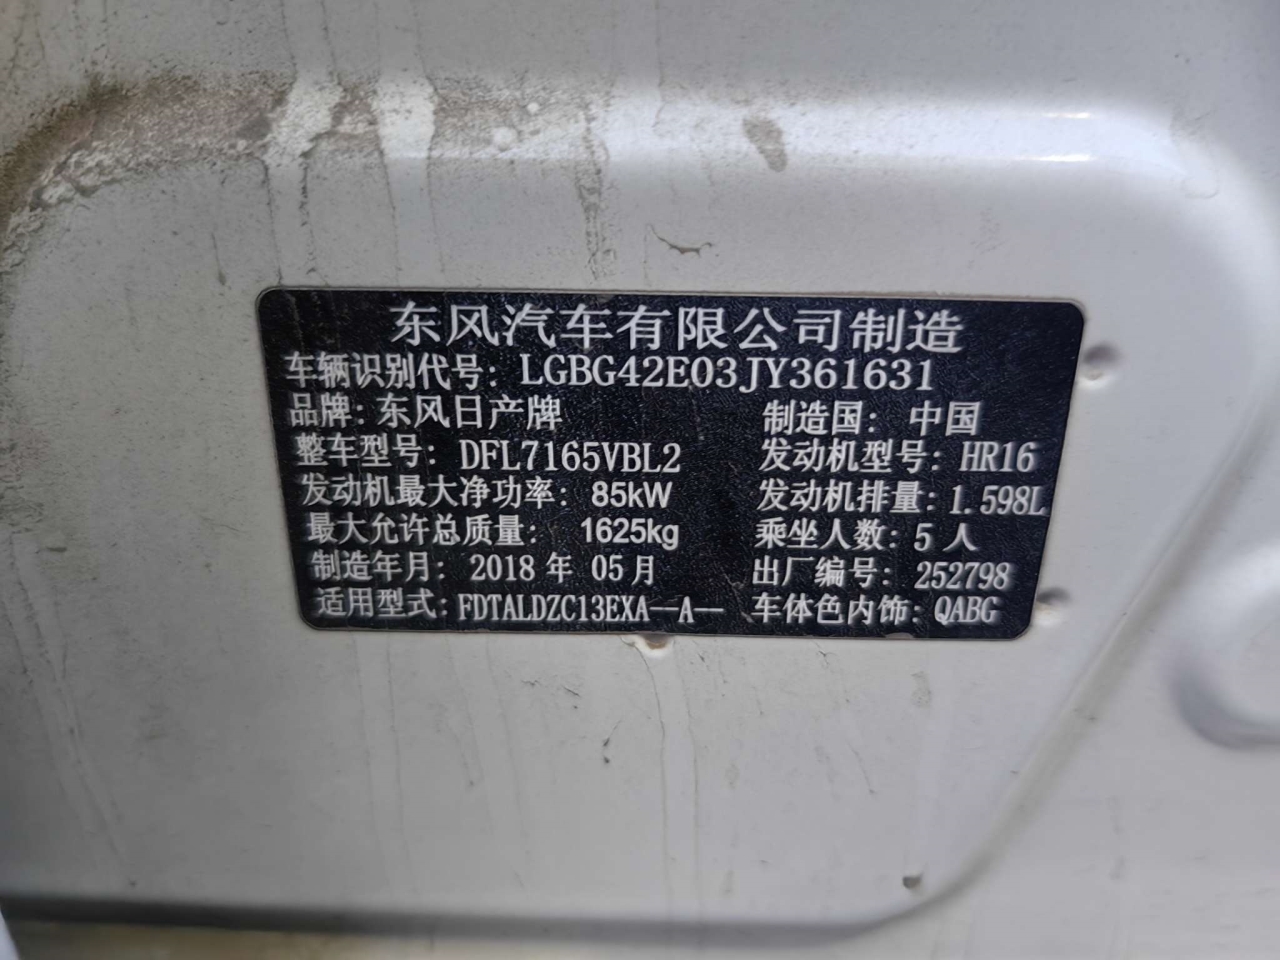 东风汽车有限公司制造
车辆识别代号: LGBG42E03JY361631
品牌: 东风日产牌 制造国: 中国
整车型号: DFL7165VBL2 发动机型号: HR16
发动机最大净功率: 85kW 发动机排量: 1.598L
最大允许总质量: 1625kg 乘坐人数: 5 人
制造年月: 2018 年 05 月 出厂编号: 252798
适用型式: FDTALDZC13EXA—A— 车体色内饰: QABG